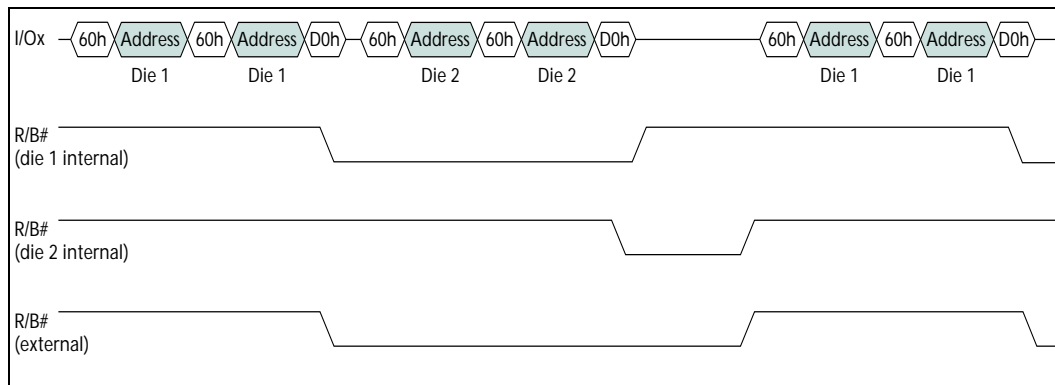 I/Ox 60h Address 60h Address D0h 60h Address 60h Address D0h 60h Address 60h Address D0h
Die 1 Die 1 Die 2 Die 2 Die 1 Die 1
R/B#
(die 1 internal)
R/B#
(die 2 internal)
R/B#
(external)